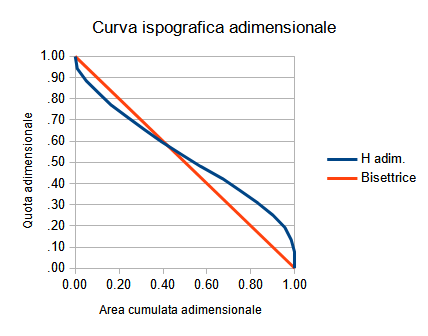 Curva ispografica adimensionale
1.00
.90
.80
.70
.60
.50
.40
.30
.20
.10
.00
Quota adimensionale
0.00 0.20 0.40 0.60 0.80 1.00
Area cumulata adimensionale
H adim.
Bisettrice